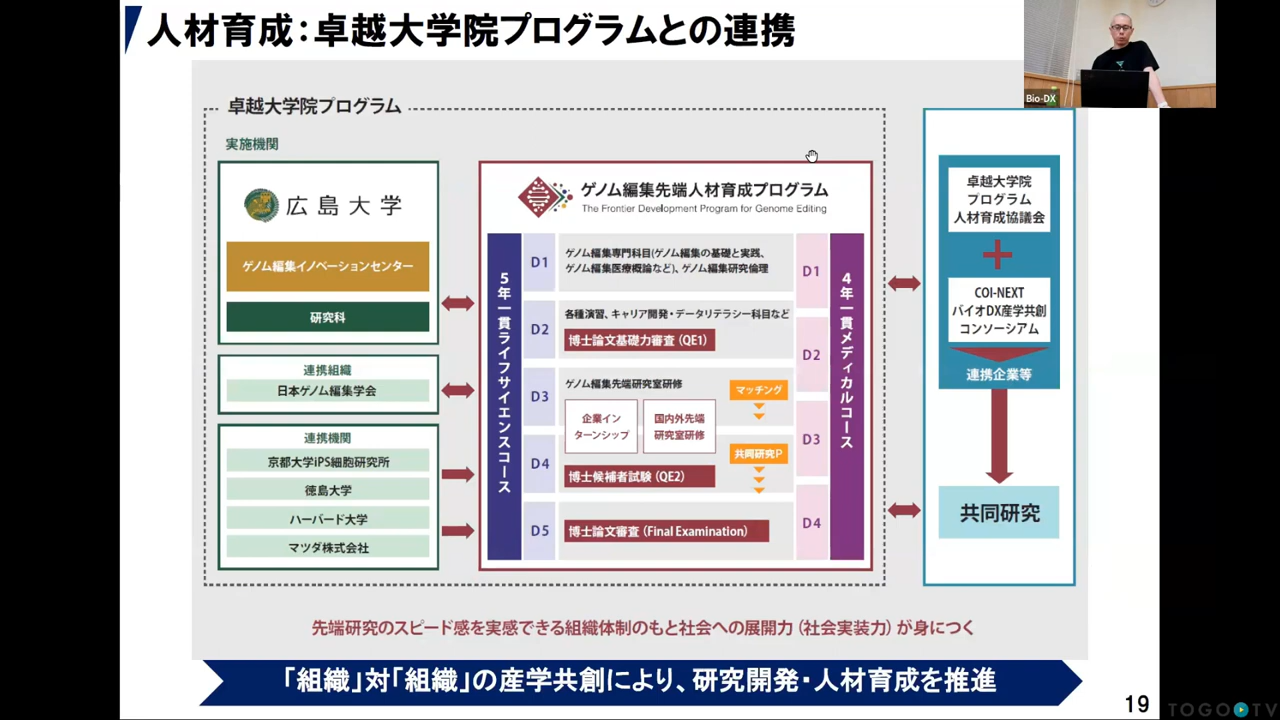 人材育成：卓越大学院プログラムとの連携
Bio-DX
卓越大学院プログラム
実施機関
広島大学
ゲノム編集イノベーションセンター
研究科
連携組織
日本ゲノム編集学会
連携機関
京都大学iPS細胞研究所
徳島大学
ハーバード大学
マツダ株式会社
ゲノム編集先端人材育成プログラム
The Frontier Development Program for Genome Editing
5年一貫ライフサイエンスコース
D1
ゲノム編集専門科目(ゲノム編集の基礎と実践、
ゲノム編集医療概論など)、ゲノム編集研究倫理
D2
各種演習、キャリア開発・データリテラシー科目など
博士論文基礎力審査(QE1)
D3
ゲノム編集先端研究室研修
企業イン
ターンシップ
国内外先端
研究室研修
マッチング
D4
共同研究P
博士候補者試験(QE2)
D5
博士論文審査(Final Examination)
D1
D2
D3
D4
4年一貫メディカルコース
卓越大学院
プログラム
人材育成協議会
COI-NEXT
バイオDX産学共創
コンソーシアム
連携企業等
共同研究
先端研究のスピード感を実感できる組織体制のもと社会への展開力(社会実装力)が身につく
「組織」対「組織」の産学共創により、研究開発・人材育成を推進
19
TOGO TV